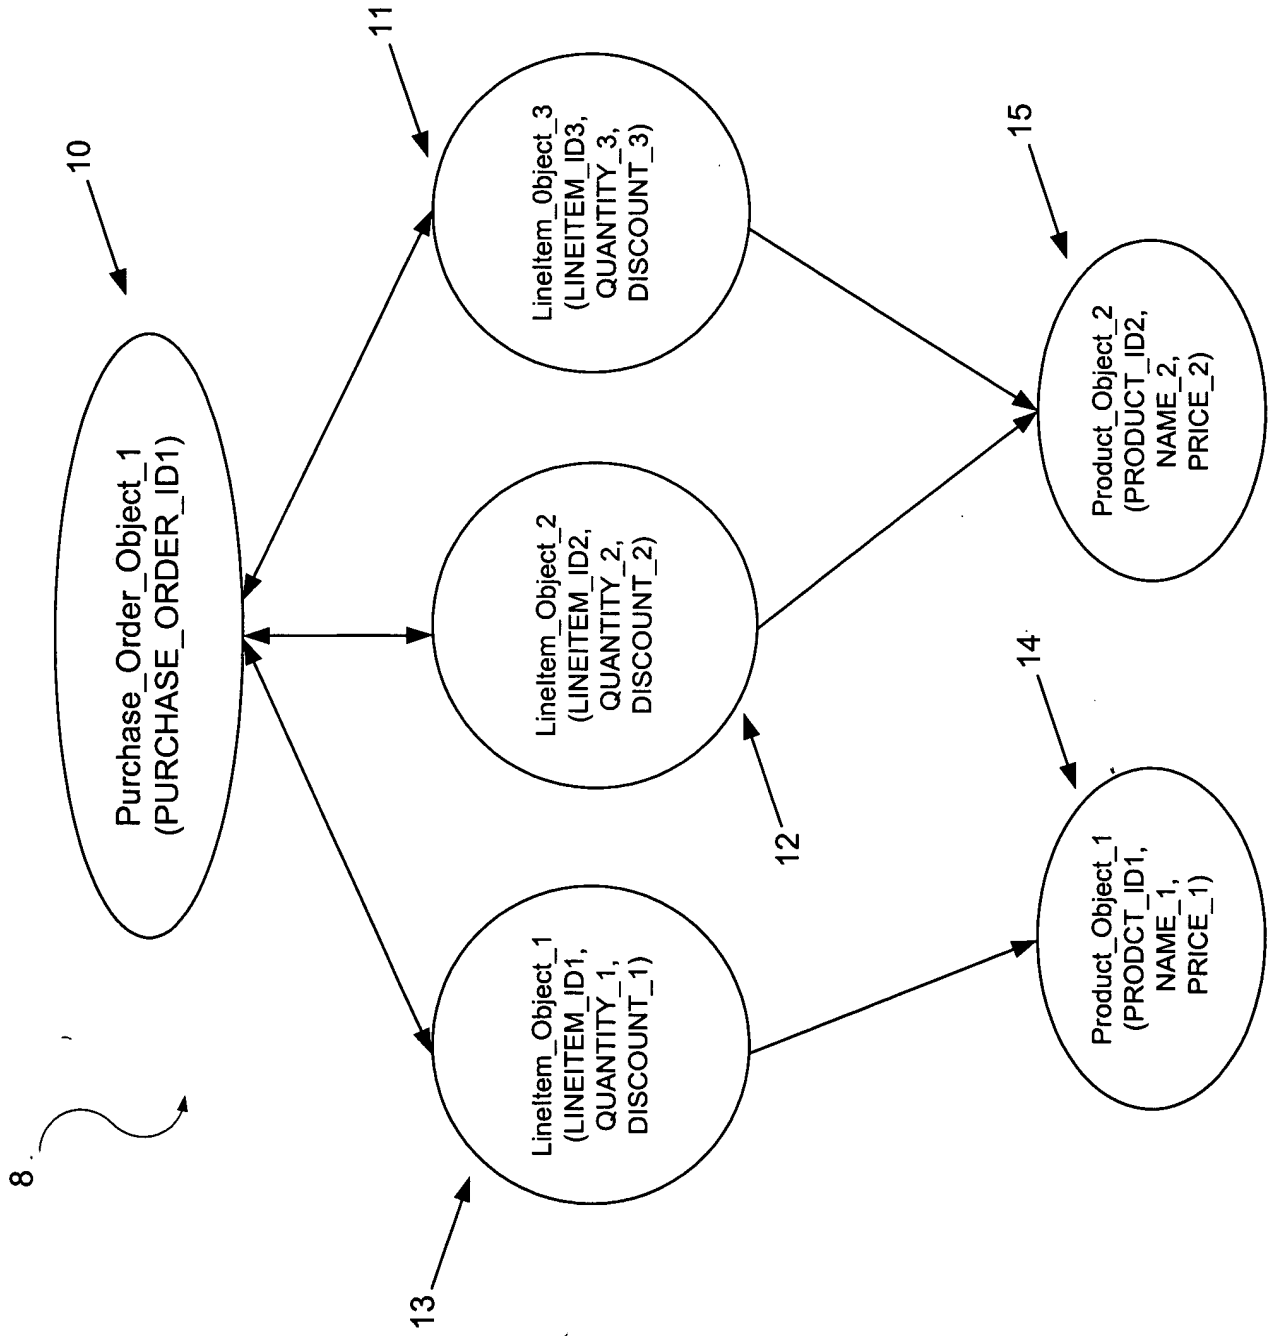 8
10
Purchase_Order_Object_1
(PURCHASE_ORDER_ID1)
13
LineItem_Object_1
(LINEITEM_ID1,
QUANTITY_1,
DISCOUNT_1)
12
LineItem_Object_2
(LINEITEM_ID2,
QUANTITY_2,
DISCOUNT_2)
11
LineItem_0bject_3
(LINEITEM_ID3,
QUANTITY_3,
DISCOUNT_3)
14
Product_Object_1
(PRODCT_ID1,
NAME_1,
PRICE_1)
15
Product_Object_2
(PRODUCT_ID2,
NAME_2,
PRICE_2)